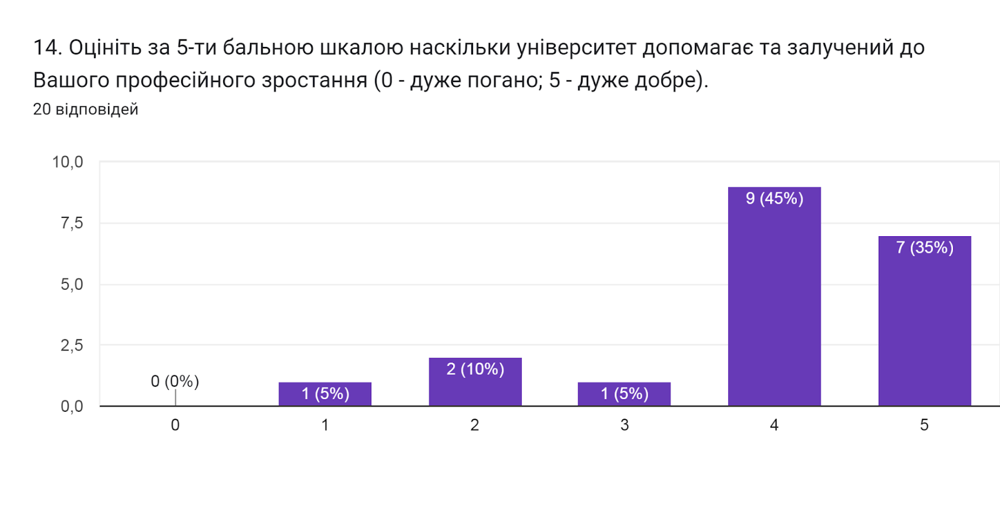 14. Оцініть за 5-ти бальною шкалою наскільки університет допомагає та залучений до
Вашого професійного зростання (0 - дуже погано; 5 - дуже добре).
20 відповідей
10,0
7,5
5,0
2,5
0,0
0 (0%)
1 (5%)
2 (10%)
1 (5%)
9 (45%)
7 (35%)
0 1 2 3 4 5